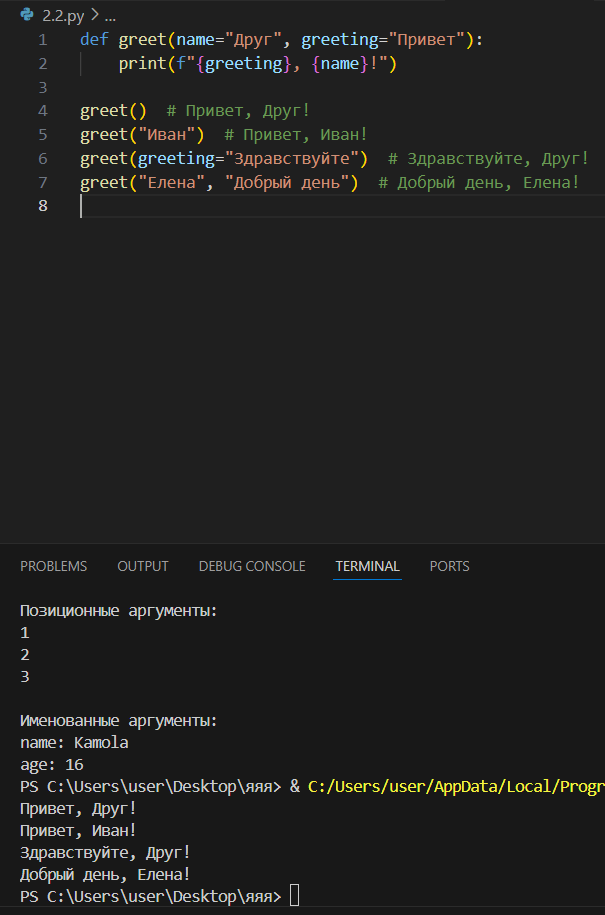 2.2.py > ...
1 def greet(name="Друг", greeting="Привет"):
2     print(f"{greeting}, {name}!")
3
4 greet()  # Привет, Друг!
5 greet("Иван")  # Привет, Иван!
6 greet(greeting="Здравствуйте")  # Здравствуйте, Друг!
7 greet("Елена", "Добрый день")  # Добрый день, Елена!
8
PROBLEMS OUTPUT DEBUG CONSOLE TERMINAL PORTS
Позиционные аргументы:
1
2
3
Именованные аргументы:
name: Kamola
age: 16
PS C:\Users\user\Desktop\яяя> & C:/Users/user/AppData/Local/Progr
Привет, Друг!
Привет, Иван!
Здравствуйте, Друг!
Добрый день, Елена!
PS C:\Users\user\Desktop\яяя>